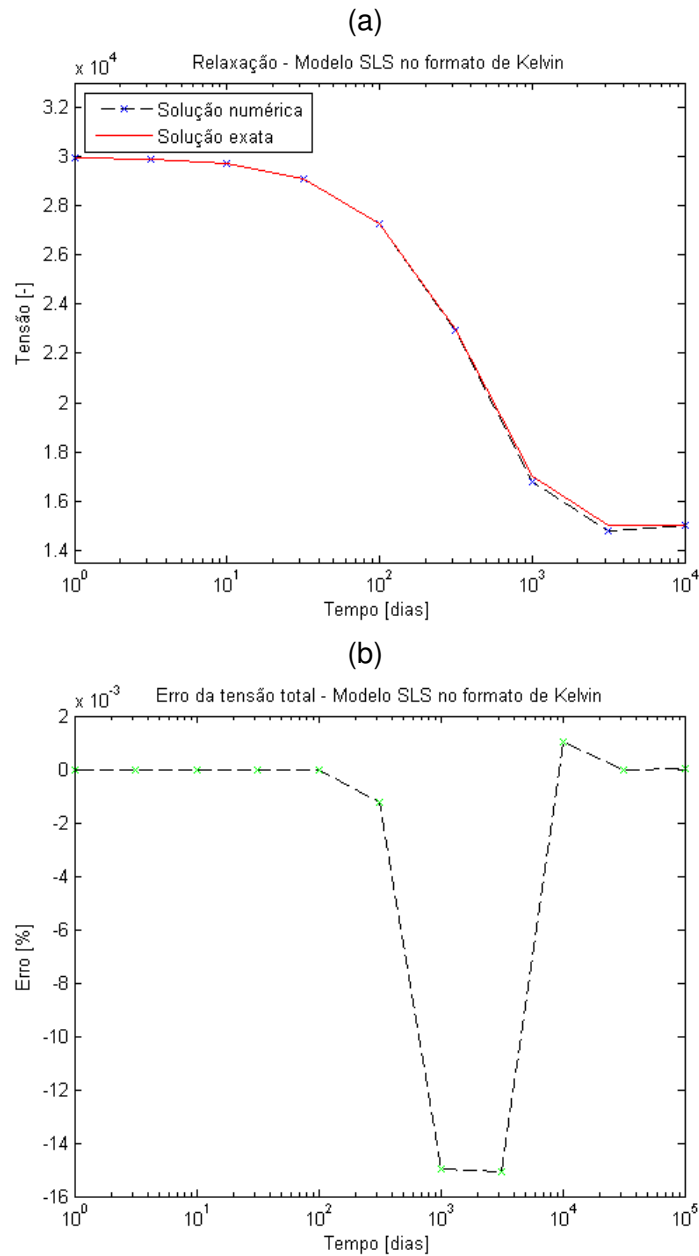 (a)
Relaxação - Modelo SLS no formato de Kelvin
x 10^4
Solução numérica
Solução exata
3.2
3
2.8
2.6
2.4
2.2
2
1.8
1.6
1.4
Tensão [-]
10^0 10^1 10^2 10^3 10^4
Tempo [dias]
(b)
Erro da tensão total - Modelo SLS no formato de Kelvin
x 10^-3
2
0
-2
-4
-6
-8
-10
-12
-14
-16
Erro [%]
10^0 10^1 10^2 10^3 10^4 10^5
Tempo [dias]